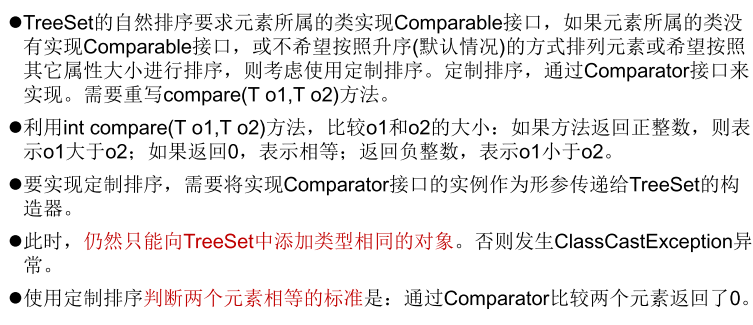 ●TreeSet的自然排序要求元素所属的类实现Comparable接口，如果元素所属的类没
有实现Comparable接口，或不希望按照升序(默认情况)的方式排列元素或希望按照
其它属性大小进行排序，则考虑使用定制排序。定制排序，通过Comparator接口来
实现。需要重写compare(T o1,T o2)方法。
●利用int compare(T o1,T o2)方法，比较o1和o2的大小：如果方法返回正整数，则表
示o1大于o2；如果返回0，表示相等；返回负整数，表示o1小于o2。
●要实现定制排序，需要将实现Comparator接口的实例作为形参传递给TreeSet的构
造器。
●此时，仍然只能向TreeSet中添加类型相同的对象。否则发生ClassCastException异
常。
●使用定制排序判断两个元素相等的标准是：通过Comparator比较两个元素返回了0。